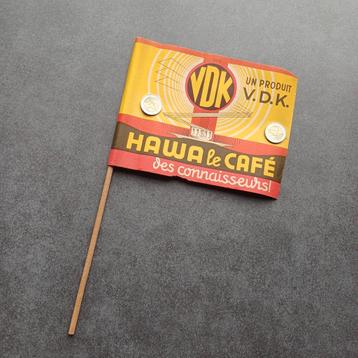 VDK
UN PRODUIT
V.D.K.
HAWA le CAFÉ
des connaisseurs!